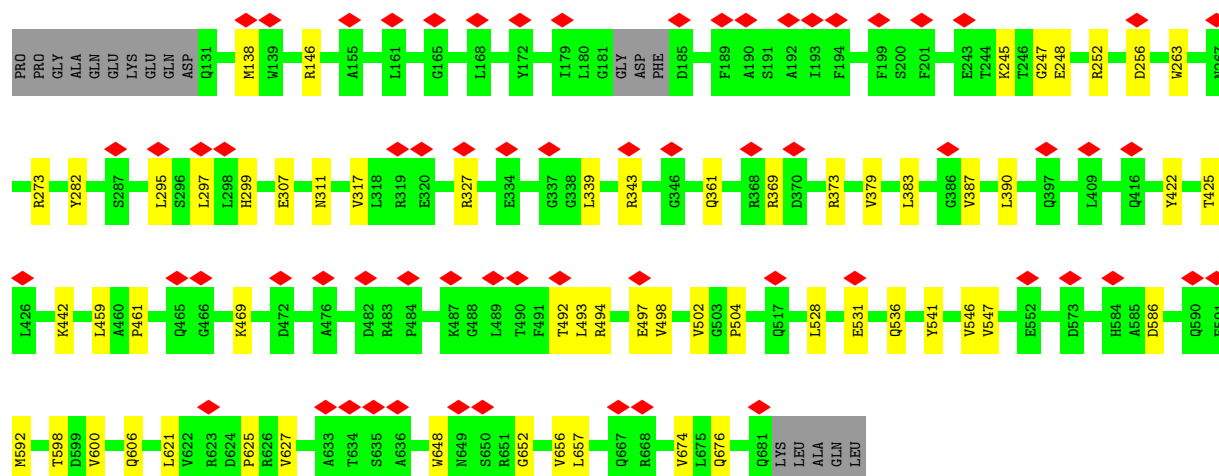 PRO PRO GLY ALA GLN GLU LYS GLU GLN ASP Q131 M138 W139 R146 A155 L161 G165 L168 Y172 I179 L180 G181 GLY ASP PHE D185 F189 A190 S191 A192 I193 F194 F199 S200 F201 E243 T244 K245 T246 G247 E248 R252 D256 W263 N267
R273 Y282 S287 L295 S296 L297 L298 H299 E307 N311 V317 L318 R319 E320 R327 E334 G337 G338 L339 R343 G346 Q361 R368 R369 D370 R373 V379 L383 G386 V387 L390 Q397 L409 Q416 Y422 T425
L426 K442 L459 A460 P461 Q465 G466 K469 D472 A476 D482 R483 P484 K487 G488 L489 T490 F491 T492 L493 R494 E497 V498 V502 G503 P504 Q517 L528 E531 Q536 Y541 V546 V547 E552 D573 H584 A585 D586 Q590
M592 T598 D599 V600 Q606 L621 V622 R623 D624 P625 R626 V627 A633 T634 S635 A636 W648 N649 S650 R651 G652 V656 L657 Q667 R668 V674 L675 Q676 Q681 LYS LEU ALA GLN LEU